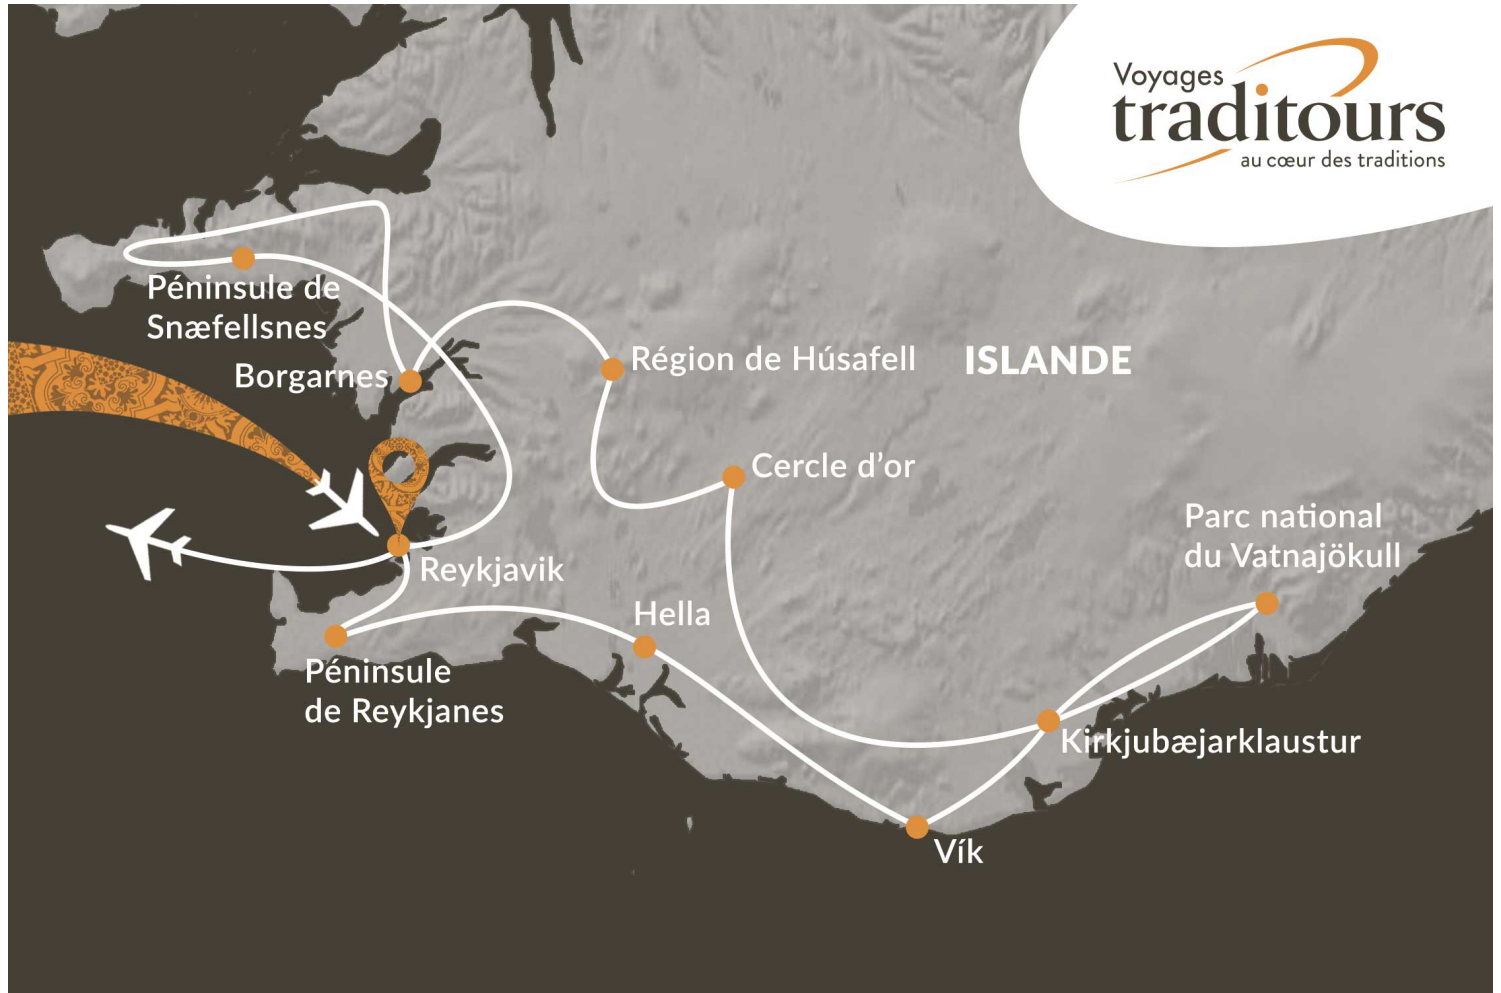 Voyages
traditours
au cœur des traditions
Péninsule de
Snæfellsnes
Borgarnes
Région de Húsafell
ISLANDE
Cercle d'or
Parc national
du Vatnajökull
Reykjavik
Hella
Péninsule
de Reykjanes
Kirkjubæjarklaustur
Vík